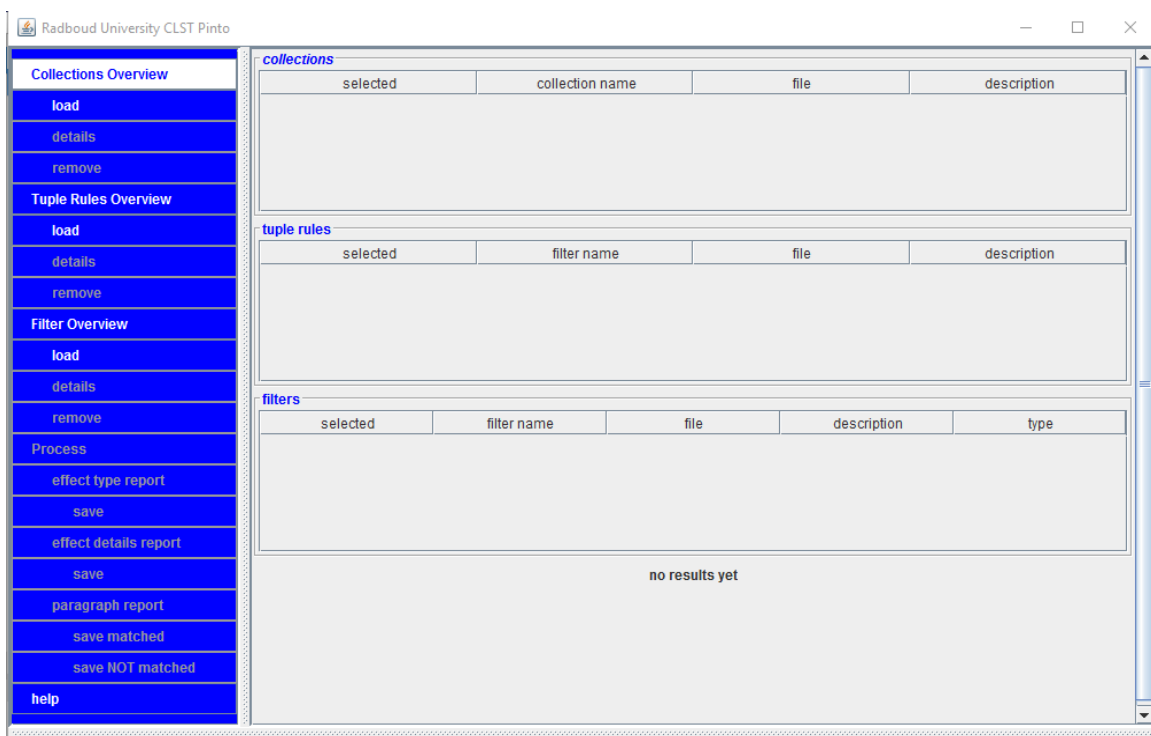 Radboud University CLST Pinto
Collections Overview
load
details
remove
Tuple Rules Overview
load
details
remove
Filter Overview
load
details
remove
Process
effect type report
save
effect details report
save
paragraph report
save matched
save NOT matched
help
collections
selected collection name file description
tuple rules
selected filter name file description
filters
selected filter name file description type
no results yet